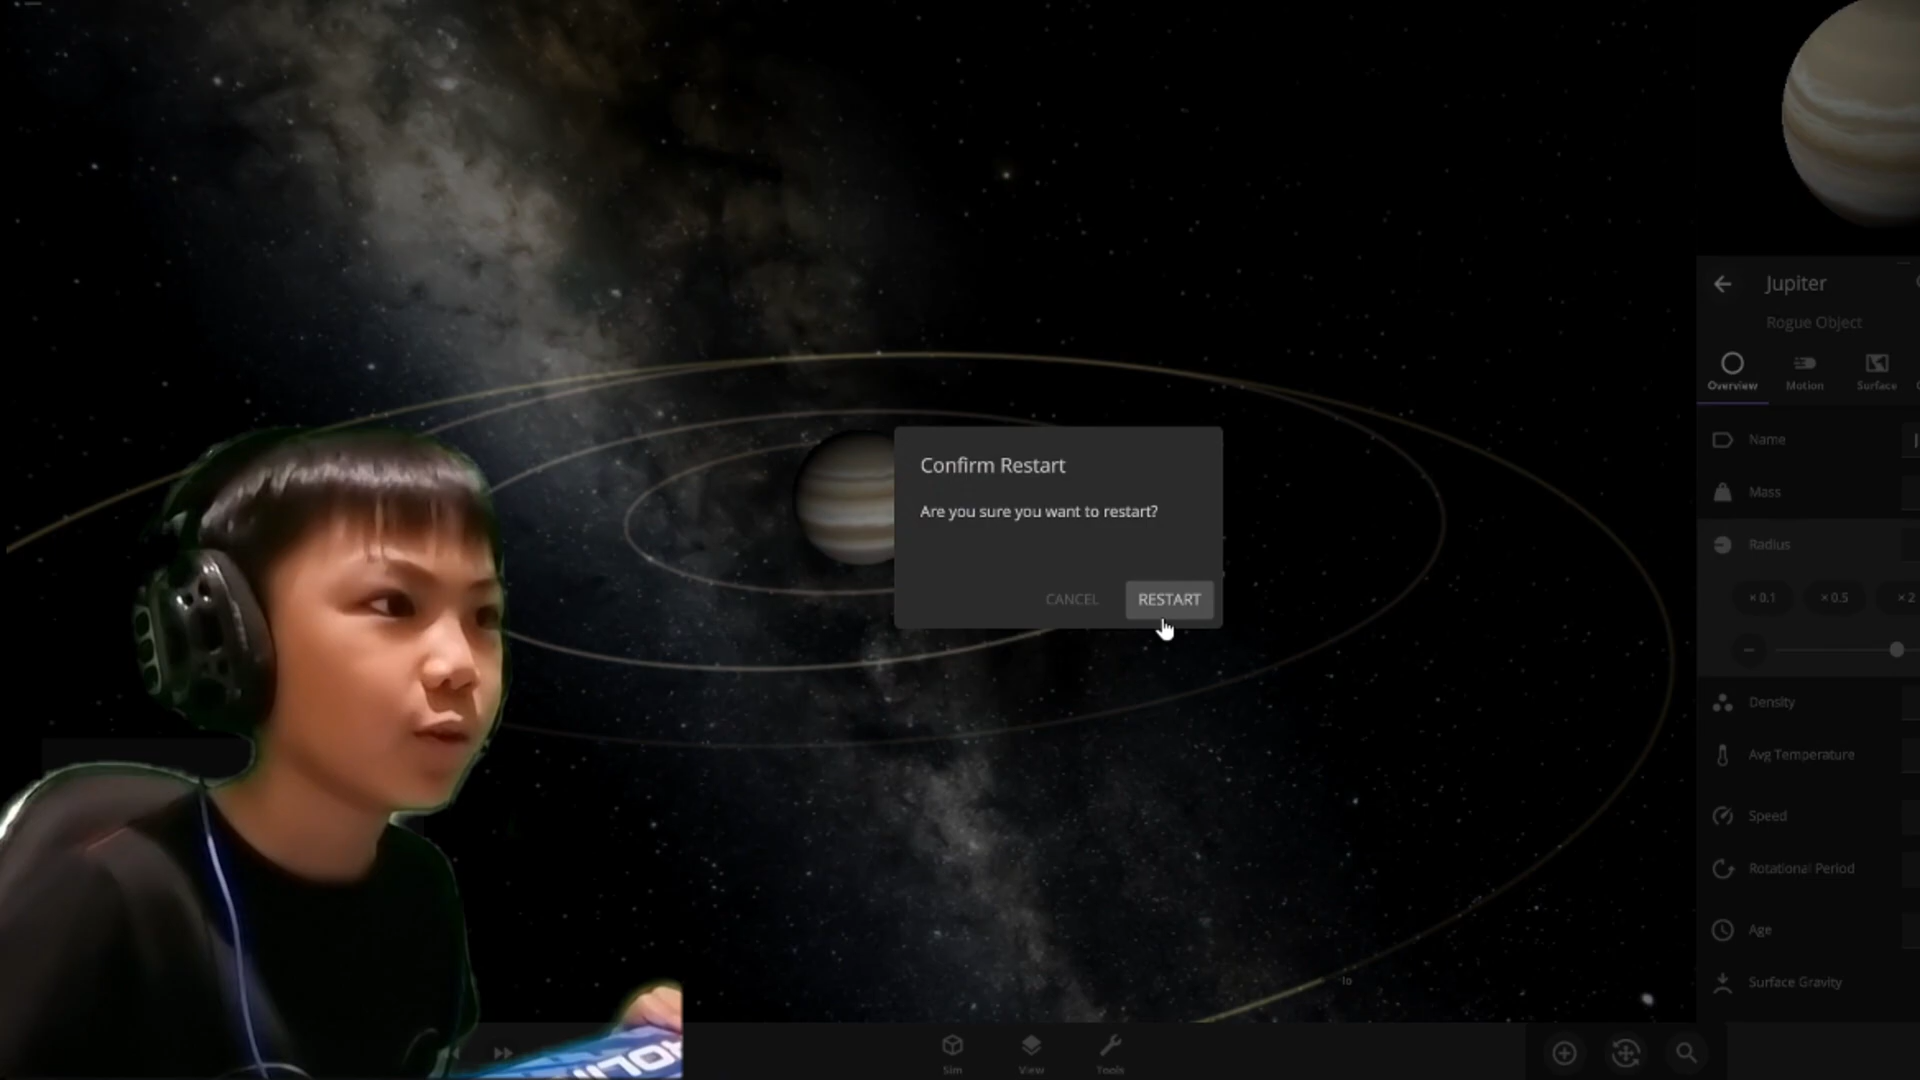 Jupiter
Rogue Object
Overview
Motion
Surface
Confirm Restart
Are you sure you want to restart?
CANCEL
RESTART
Name
Mass
Radius
× 0.1
× 0.5
× 2
Density
Avg Temperature
Speed
Rotational Period
Age
Surface Gravity
Io
Sim
View
Tools